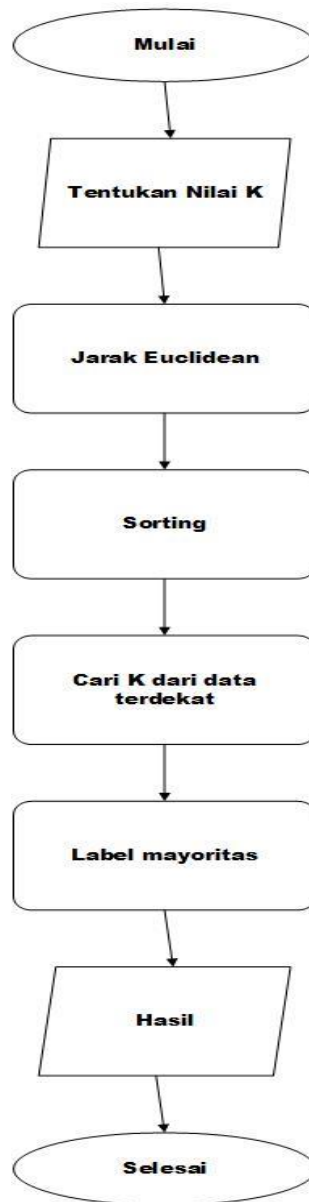 Mulai
Tentukan Nilai K
Jarak Euclidean
Sorting
Cari K dari data
terdekat
Label mayoritas
Hasil
Selesai